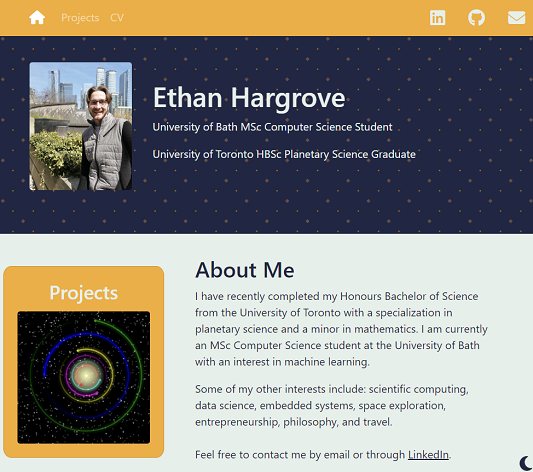 Projects CV
Ethan Hargrove
University of Bath MSc Computer Science Student
University of Toronto HBSc Planetary Science Graduate
Projects
About Me
I have recently completed my Honours Bachelor of Science
from the University of Toronto with a specialization in
planetary science and a minor in mathematics. I am currently
an MSc Computer Science student at the University of Bath
with an interest in machine learning.
Some of my other interests include: scientific computing,
data science, embedded systems, space exploration,
entrepreneurship, philosophy, and travel.
Feel free to contact me by email or through LinkedIn.